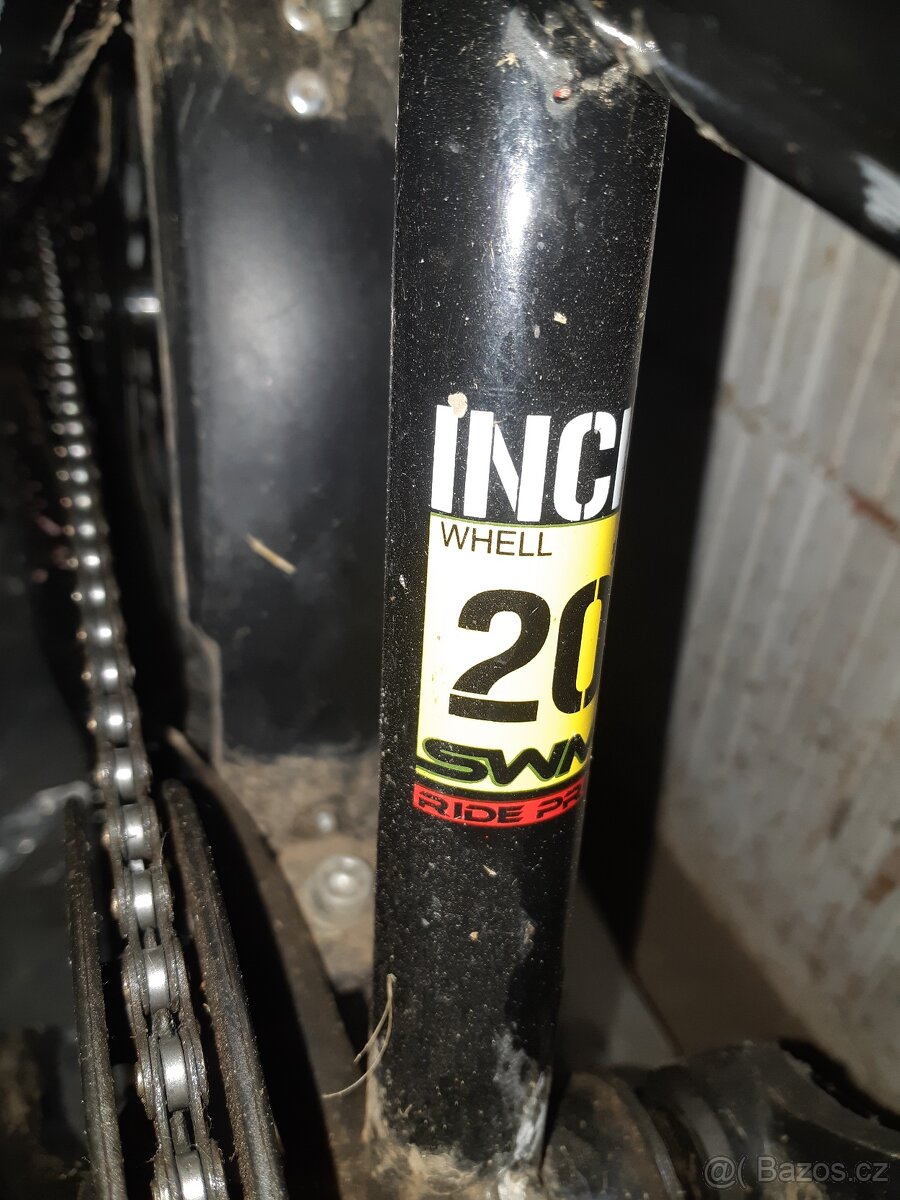 INC
WHELL
20
SWM
RIDE PR
@( Bazos.cz